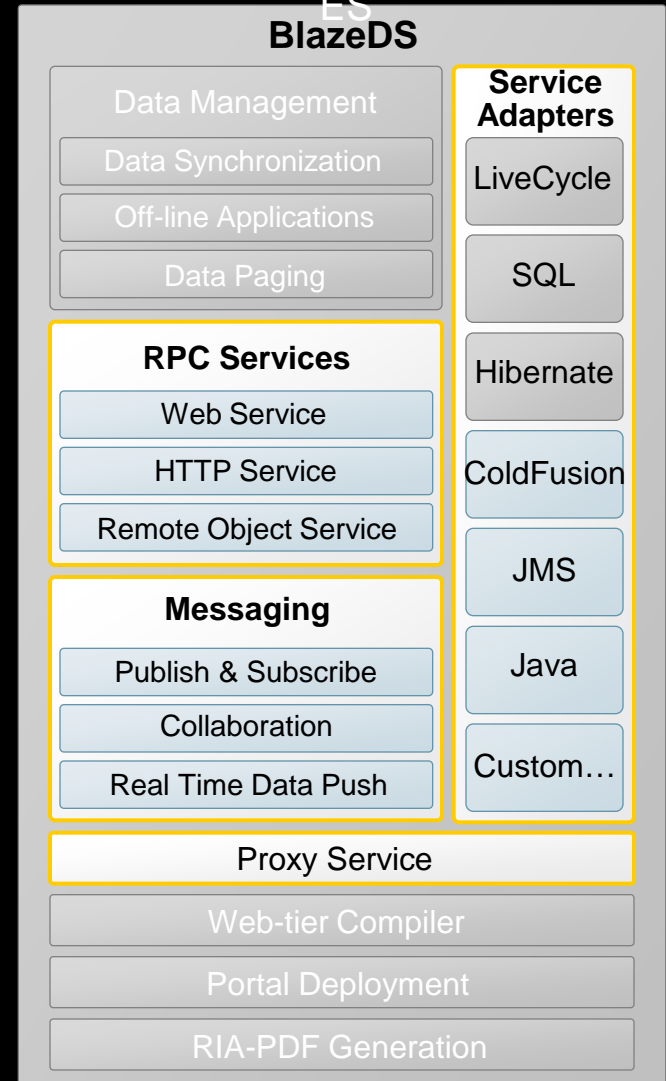 ES
BlazeDS
Data Management
Data Synchronization
Off-line Applications
Data Paging
RPC Services
Web Service
HTTP Service
Remote Object Service
Messaging
Publish & Subscribe
Collaboration
Real Time Data Push
Service
Adapters
LiveCycle
SQL
Hibernate
ColdFusion
JMS
Java
Custom…
Proxy Service
Web-tier Compiler
Portal Deployment
RIA-PDF Generation